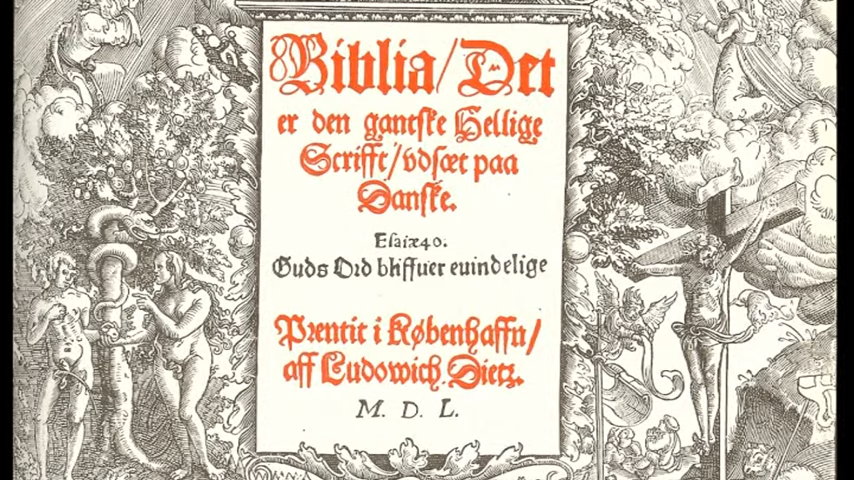 Biblia/Det
er den gantske Hellige
Scrifft/vdsæt paa
Danske.
Esaiæ 40.
Guds Ord bliffuer euindelige
Prentit i Københaffn/
aff Ludowich Dietz.
M. D. L.